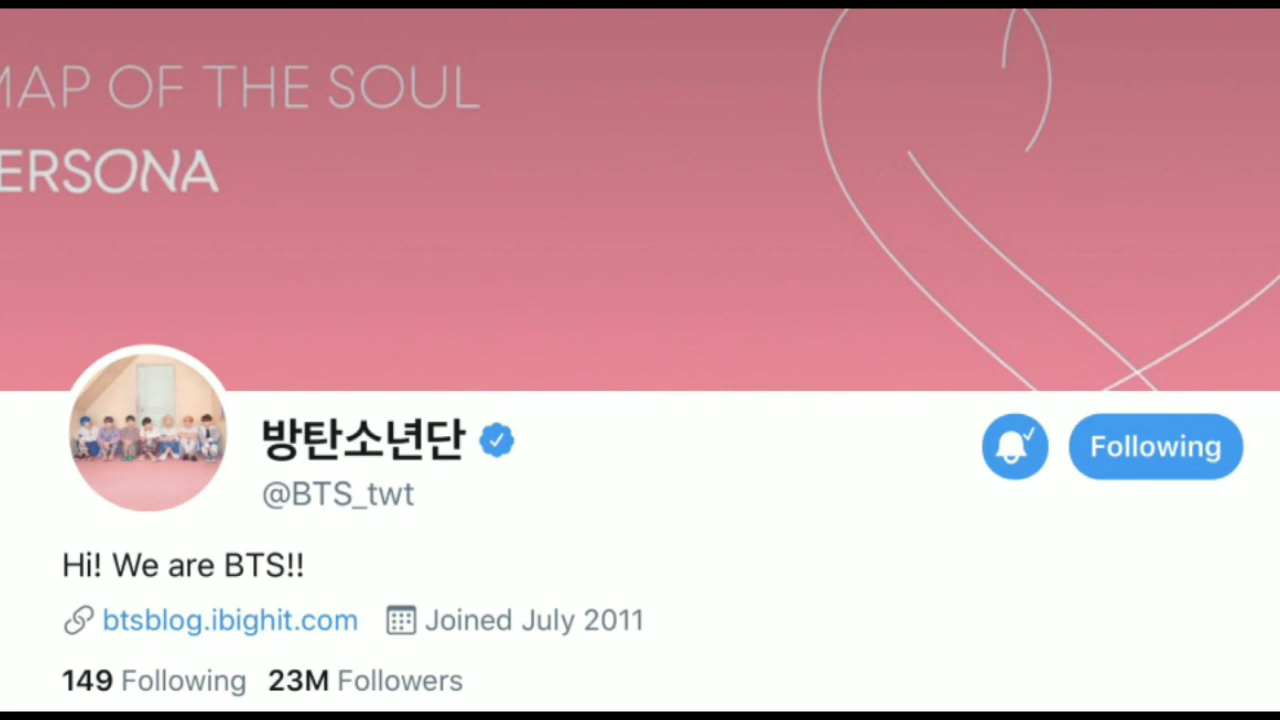 MAP OF THE SOUL
ERSONA
방탄소년단
@BTS_twt
Following
Hi! We are BTS!!
btsblog.ibighit.com Joined July 2011
149 Following 23M Followers